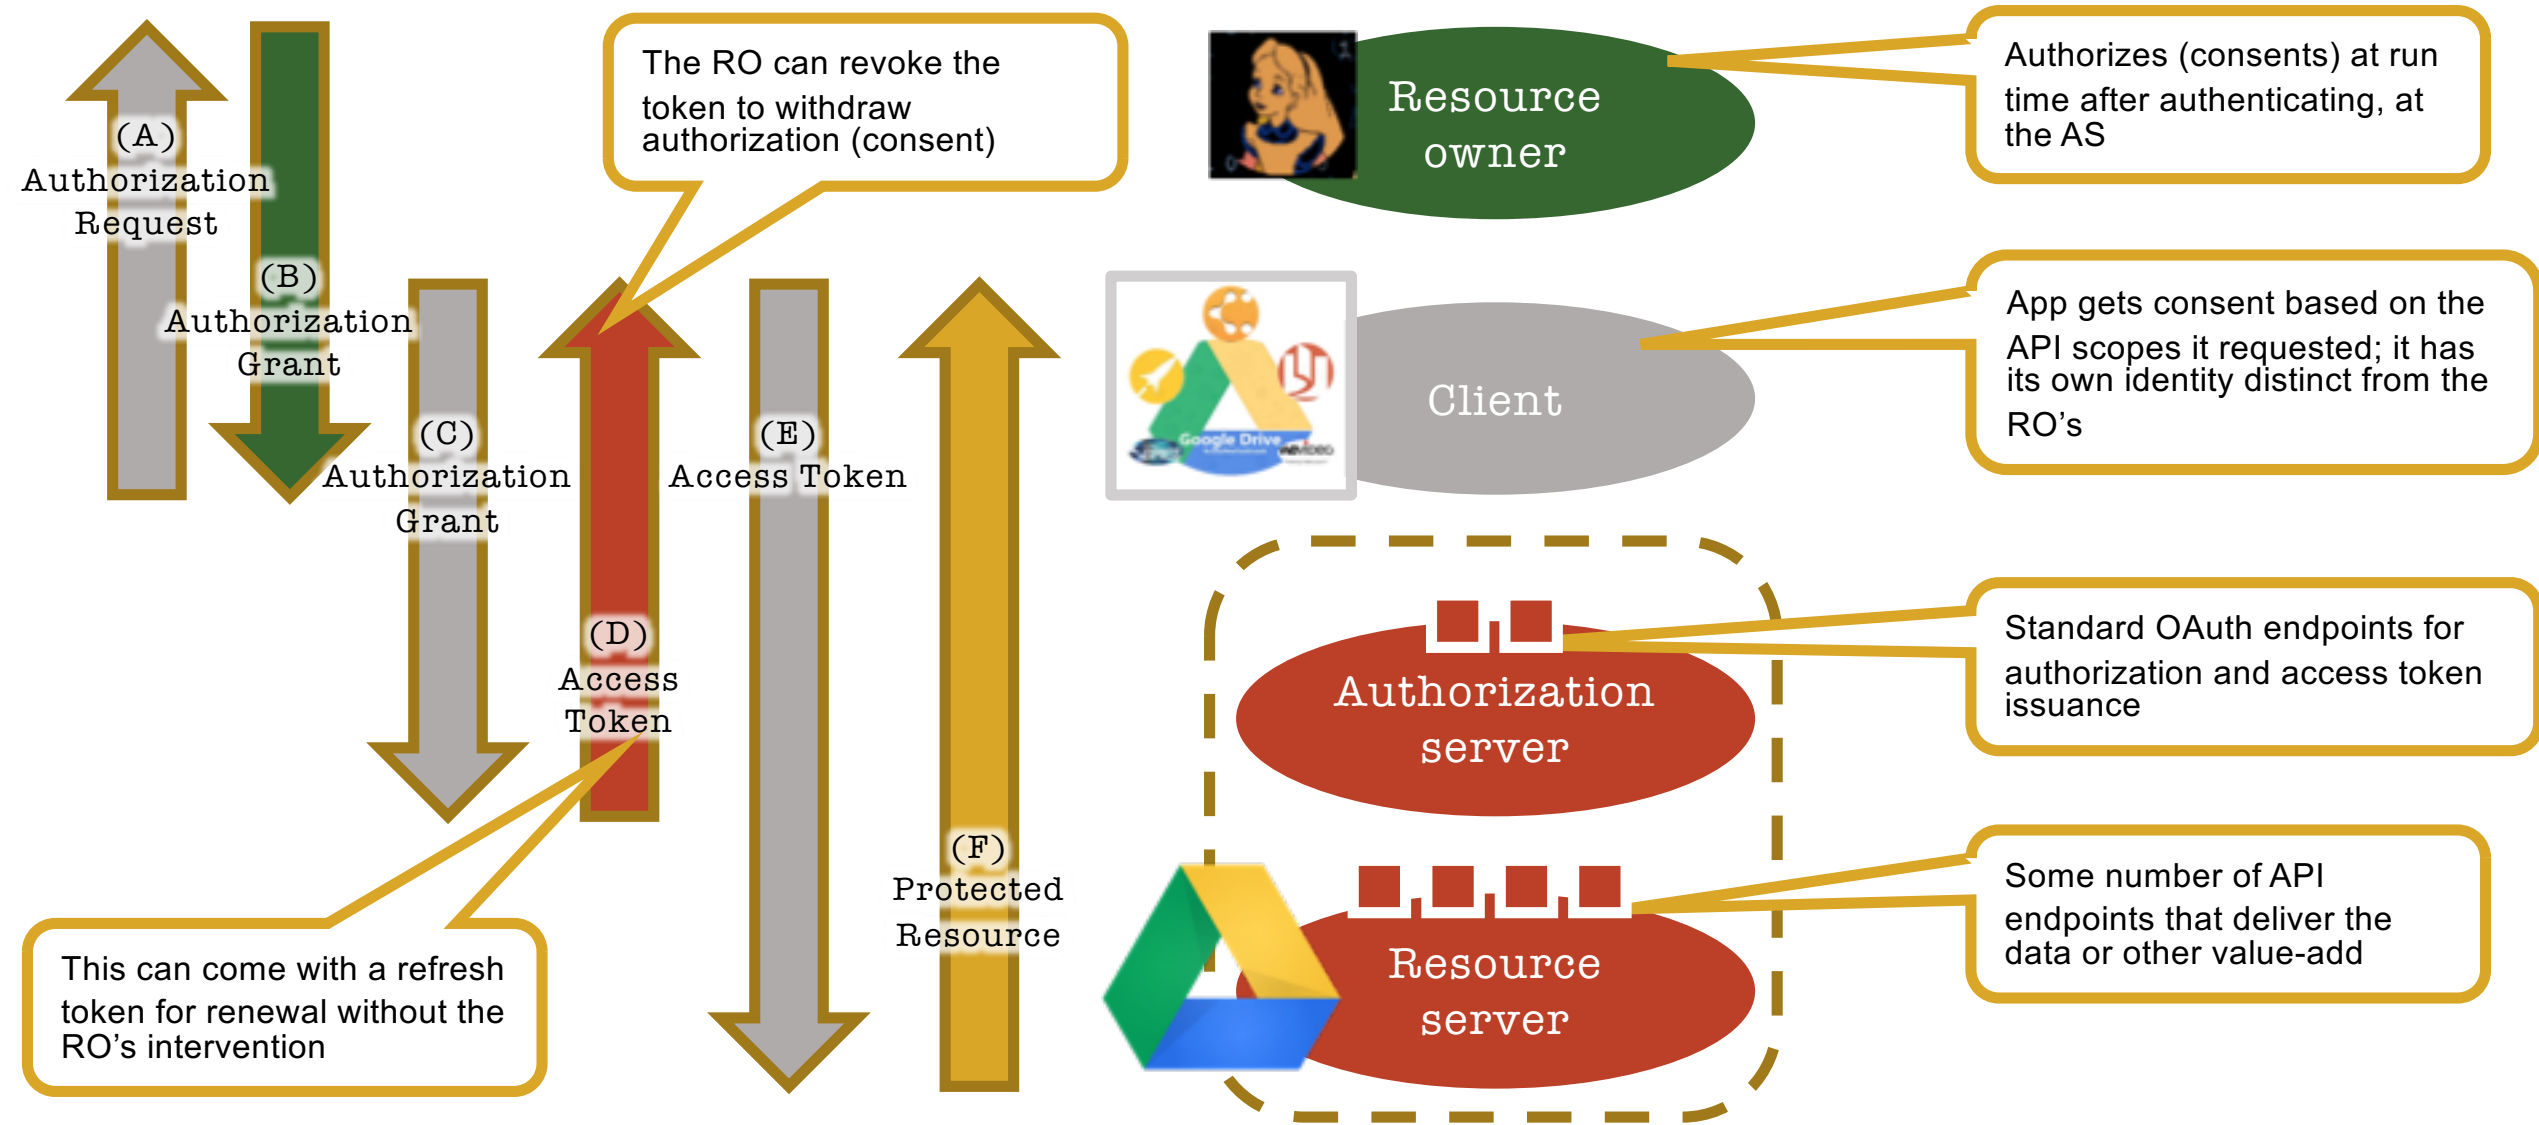 (A)
Authorization
Request
(B)
Authorization
Grant
(C)
Authorization
Grant
(D)
Access
Token
(E)
Access Token
(F)
Protected
Resource
The RO can revoke the
token to withdraw
authorization (consent)
This can come with a refresh
token for renewal without the
RO's intervention
Resource
owner
Authorizes (consents) at run
time after authenticating, at
the AS
Google Drive
Client
App gets consent based on the
API scopes it requested; it has
its own identity distinct from the
RO's
Authorization
server
Standard OAuth endpoints for
authorization and access token
issuance
Resource
server
Some number of API
endpoints that deliver the
data or other value-add